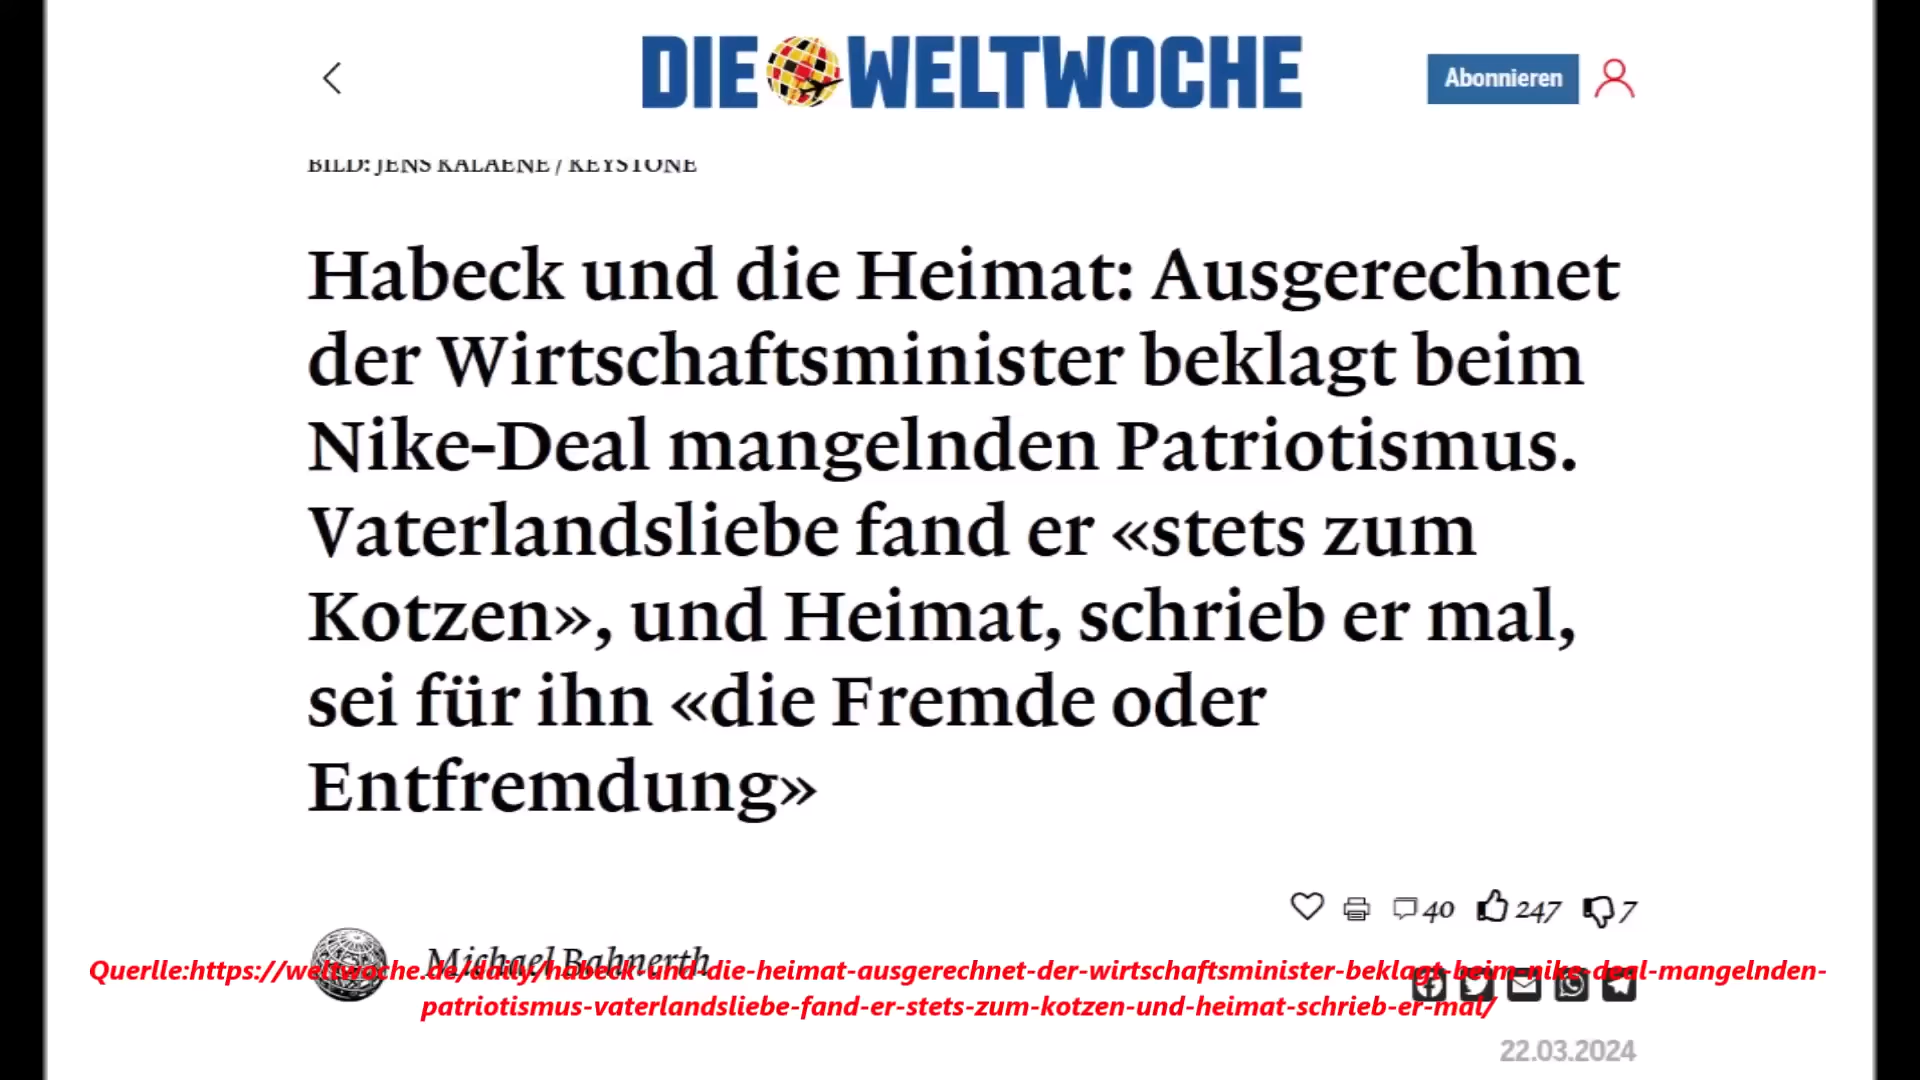 DIE WELTWOCHE
Abonnieren
BILD: JENS KALAENE / KEYSTONE
Habeck und die Heimat: Ausgerechnet
der Wirtschaftsminister beklagt beim
Nike-Deal mangelnden Patriotismus.
Vaterlandsliebe fand er «stets zum
Kotzen», und Heimat, schrieb er mal,
sei für ihn «die Fremde oder
Entfremdung»
40 247 7
Michael Bahnerth
Querlle:https://weltwoche.de/daily/habeck-und-die-heimat-ausgerechnet-der-wirtschaftsminister-beklagt-beim-nike-deal-mangelnden-
patriotismus-vaterlandsliebe-fand-er-stets-zum-kotzen-und-heimat-schrieb-er-mal/
22.03.2024